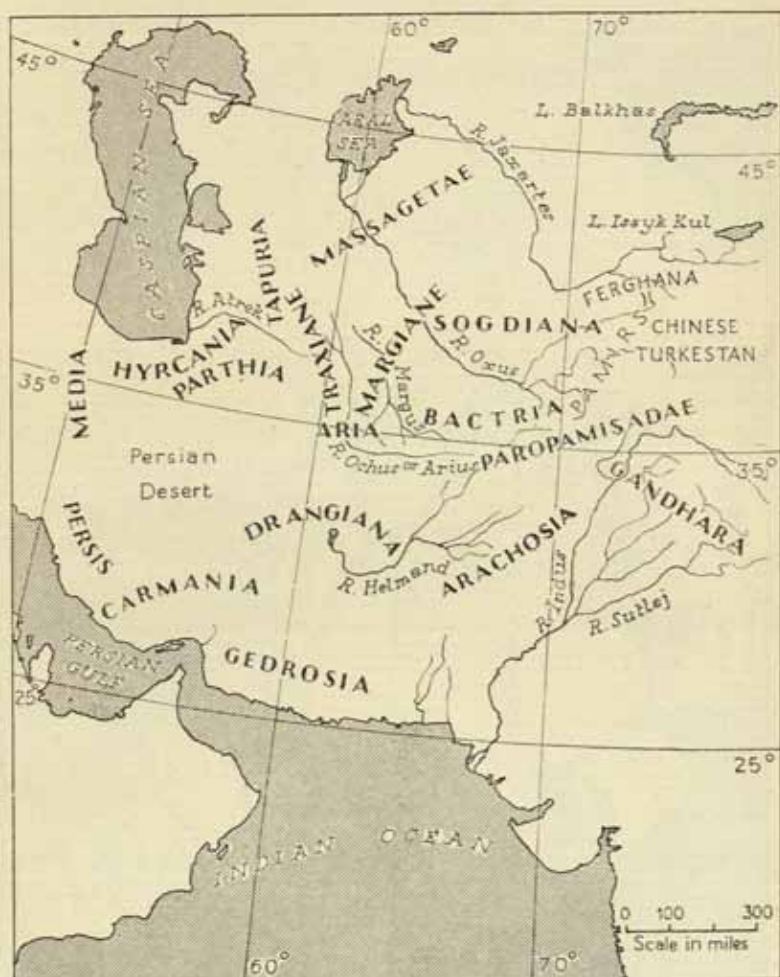 60°
70°
45°
CASPIAN SEA
ARAL
SEA
R. Jaxartes
L. Balkhas
45°
MASSAGETAE
L. Issyk Kul
TAPURIA
FERGHANA
R. Atrek
TRAXIANE
MARGIANE
R. Margus
SOGDIANA
PAMIRS
CHINESE
TURKESTAN
HYRCANIA
PARTHIA
R. Oxus
35°
MEDIA
BACTRIA
ARIA
PAROPAMISADAE
35°
R. Ochus or Arius
Persian
Desert
GANDHARA
DRANGIANA
PERSIS
R. Helmand
ARACHOSIA
R. Indus
CARMANIA
R. Sutlej
PERSIAN
GULF
GEDROSIA
25°
25°
INDIAN OCEAN
0 100 300
Scale in miles
60°
70°